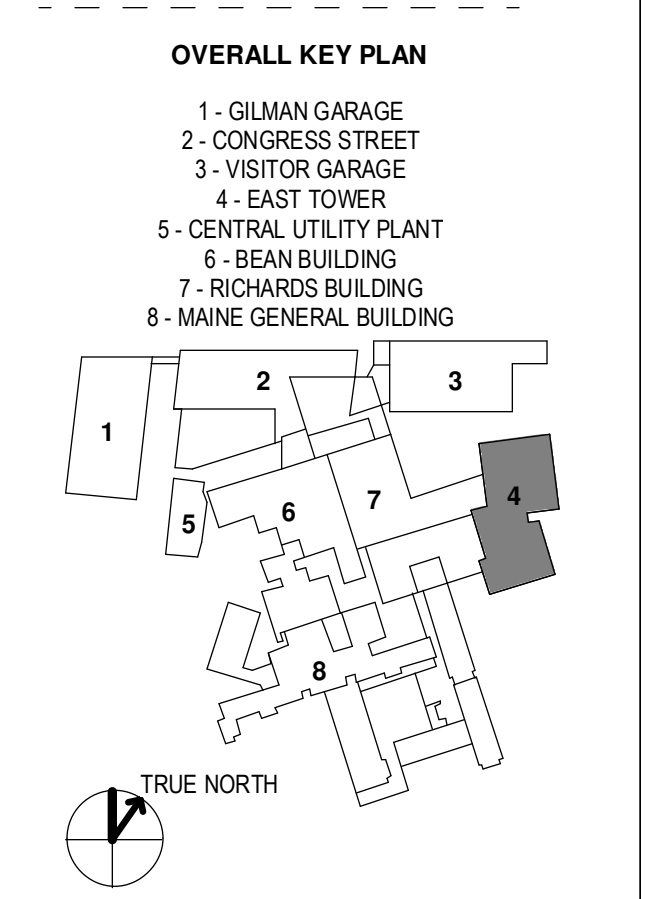 OVERALL KEY PLAN
1 - GILMAN GARAGE
2 - CONGRESS STREET
3 - VISITOR GARAGE
4 - EAST TOWER
5 - CENTRAL UTILITY PLANT
6 - BEAN BUILDING
7 - RICHARDS BUILDING
8 - MAINE GENERAL BUILDING
2
3
1
4
7
6
5
8
TRUE NORTH